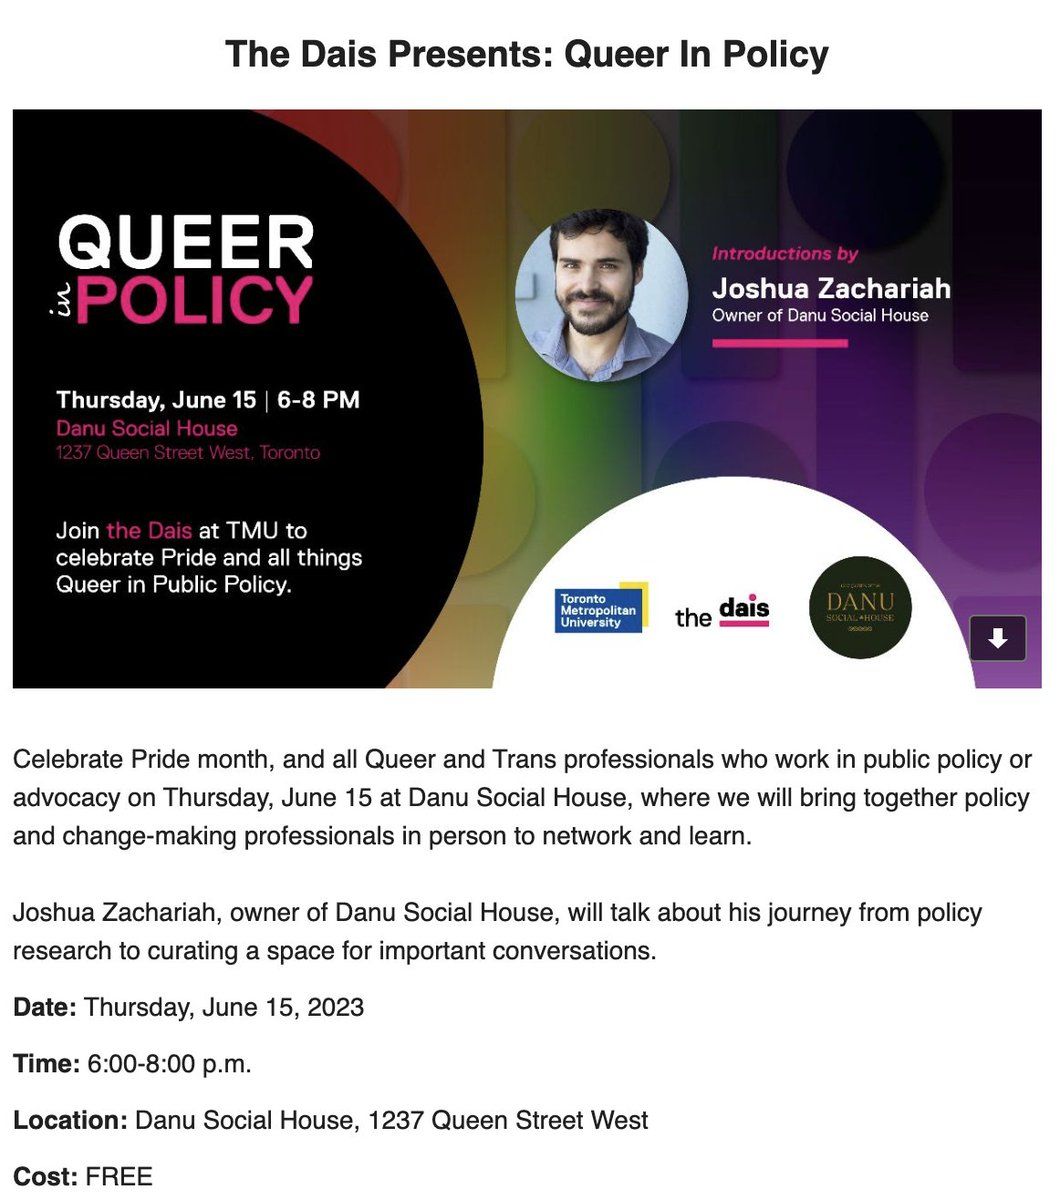 The Dais Presents: Queer In Policy
QUEER
in POLICY
Thursday, June 15 | 6-8 PM
Danu Social House
1237 Queen Street West, Toronto
Join the Dais at TMU to
celebrate Pride and all things
Queer in Public Policy.
Introductions by
Joshua Zachariah
Owner of Danu Social House
Toronto
Metropolitan
University
the dais
DANU
SOCIAL HOUSE
Celebrate Pride month, and all Queer and Trans professionals who work in public policy or
advocacy on Thursday, June 15 at Danu Social House, where we will bring together policy
and change-making professionals in person to network and learn.
Joshua Zachariah, owner of Danu Social House, will talk about his journey from policy
research to curating a space for important conversations.
Date: Thursday, June 15, 2023
Time: 6:00-8:00 p.m.
Location: Danu Social House, 1237 Queen Street West
Cost: FREE